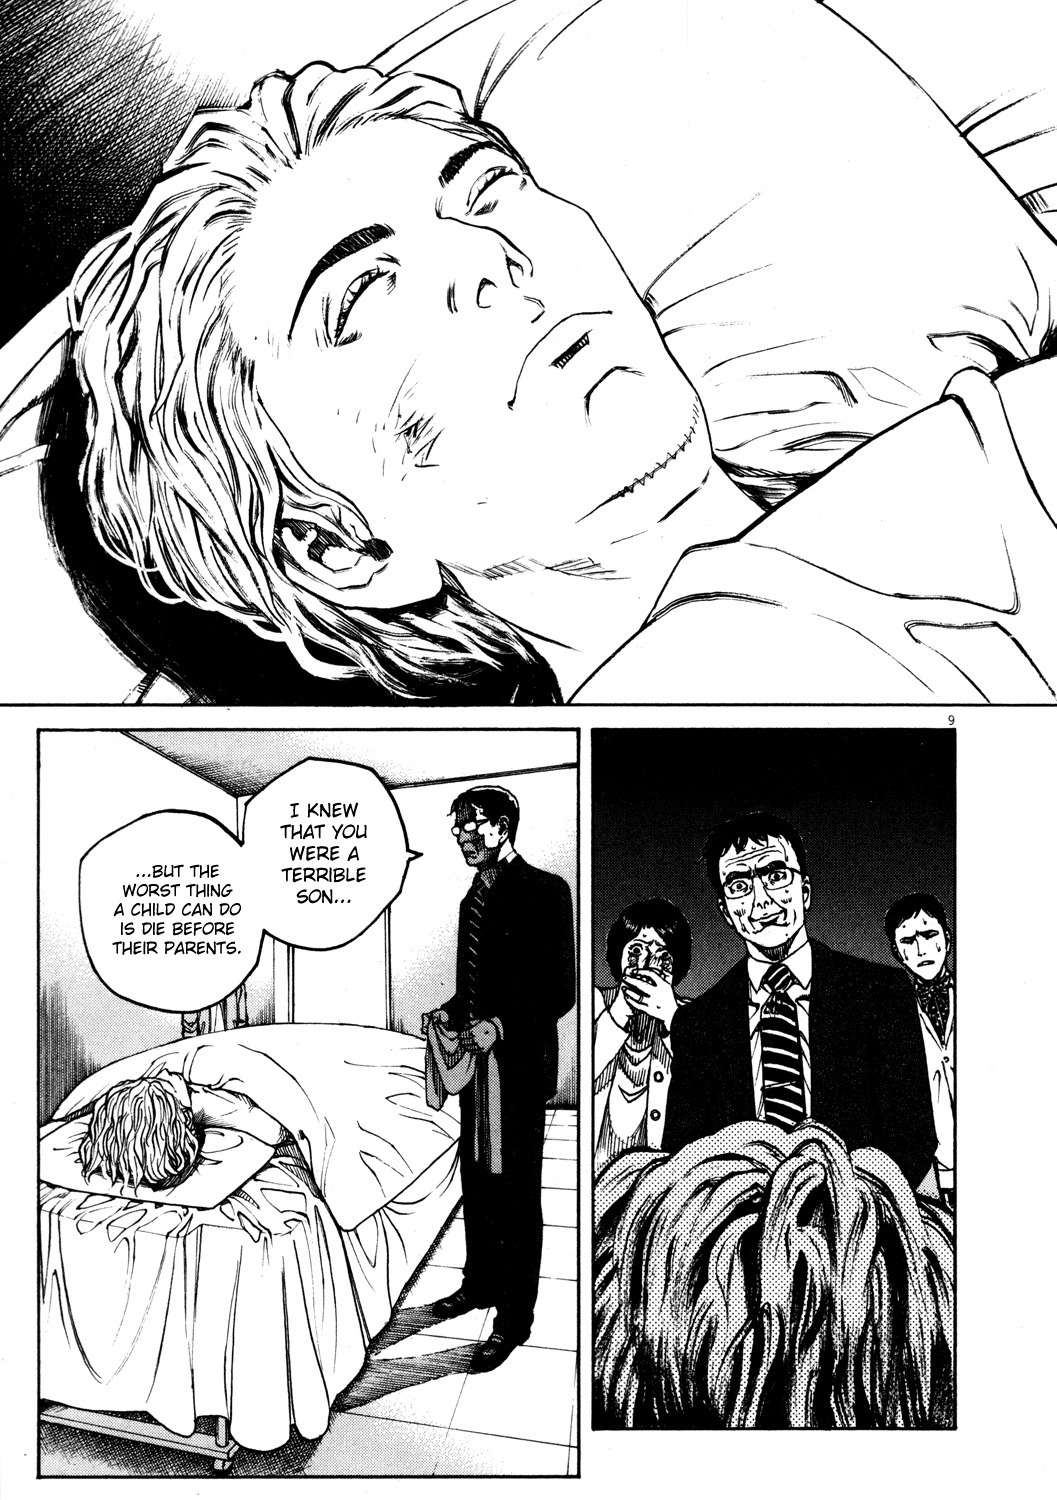 9
I KNEW
THAT YOU
WERE A
TERRIBLE
SON...
...BUT THE
WORST THING
A CHILD CAN DO
IS DIE BEFORE
THEIR PARENTS.